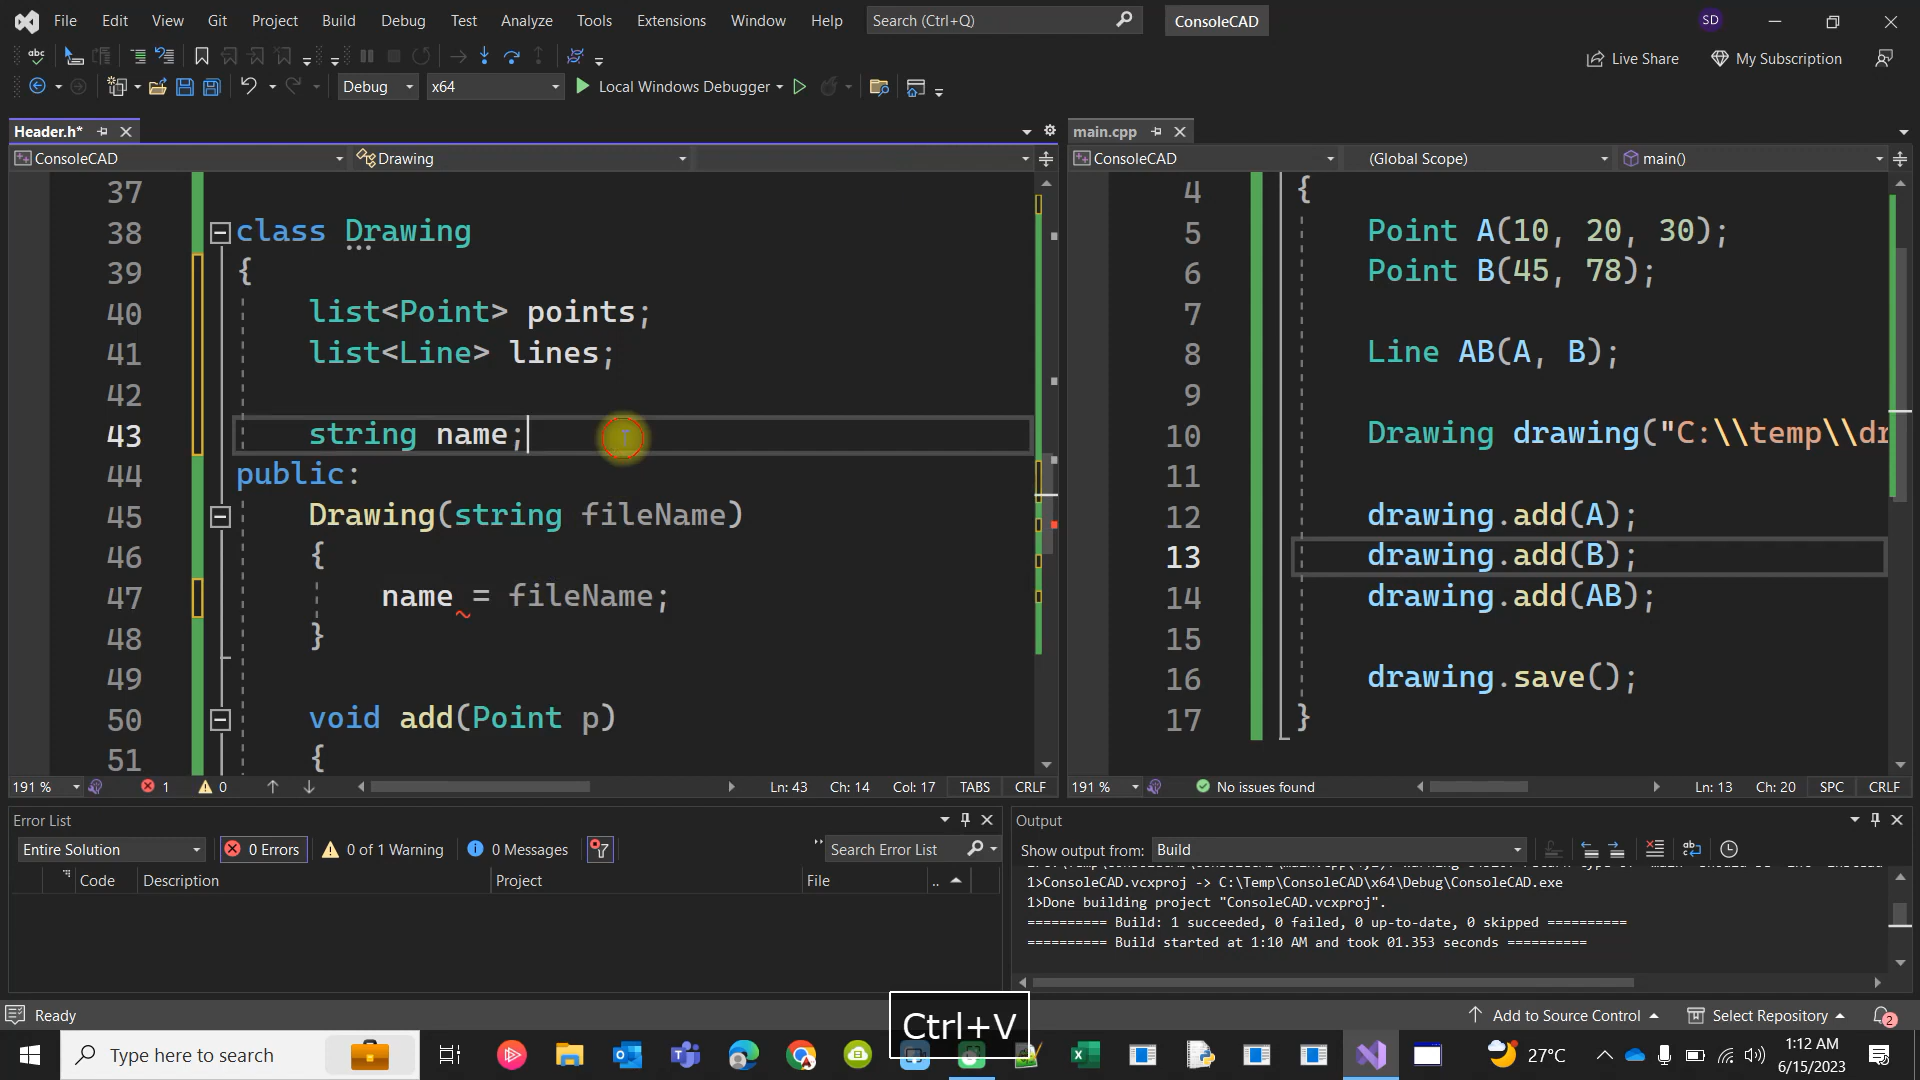 File Edit View Git Project Build Debug Test Analyze Tools Extensions Window Help Search (Ctrl+Q) ConsoleCAD SD
Live Share My Subscription
Debug x64 Local Windows Debugger
Header.h*
ConsoleCAD Drawing
37
38 class Drawing
39 {
40 list<Point> points;
41 list<Line> lines;
42
43 string name;
44 public:
45 Drawing(string fileName)
46 {
47 name = fileName;
48 }
49
50 void add(Point p)
51 {
191 % 1 0 Ln: 43 Ch: 14 Col: 17 TABS CRLF
main.cpp
ConsoleCAD (Global Scope) main()
4 {
5 Point A(10, 20, 30);
6 Point B(45, 78);
7
8 Line AB(A, B);
9
10 Drawing drawing("C:\\temp\\dr
11
12 drawing.add(A);
13 drawing.add(B);
14 drawing.add(AB);
15
16 drawing.save();
17 }
191 % No issues found Ln: 13 Ch: 20 SPC CRLF
Error List
Entire Solution 0 Errors 0 of 1 Warning 0 Messages Search Error List
Code Description Project File ..
Output
Show output from: Build
1>ConsoleCAD.vcxproj -> C:\Temp\ConsoleCAD\x64\Debug\ConsoleCAD.exe
1>Done building project "ConsoleCAD.vcxproj".
========== Build: 1 succeeded, 0 failed, 0 up-to-date, 0 skipped ==========
========== Build started at 1:10 AM and took 01.353 seconds ==========
Ready Add to Source Control Select Repository 2
Ctrl+V
Type here to search 27°C 1:12 AM
6/15/2023